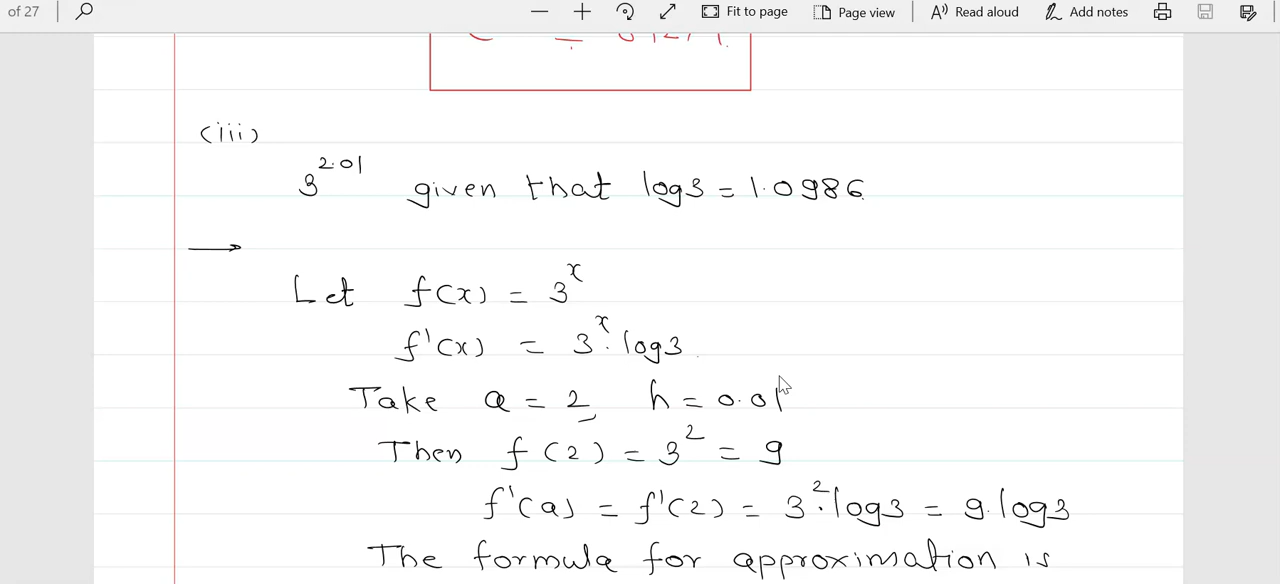 of 27 Fit to page Page view Read aloud Add notes
(iii)
3^2.01 given that log3 = 1.0986
Let f(x) = 3^x
f'(x) = 3^x . log3
Take a = 2, h = 0.01
Then f(2) = 3^2 = 9
f'(a) = f'(2) = 3^2 . log3 = 9.log3
The formula for approximation is